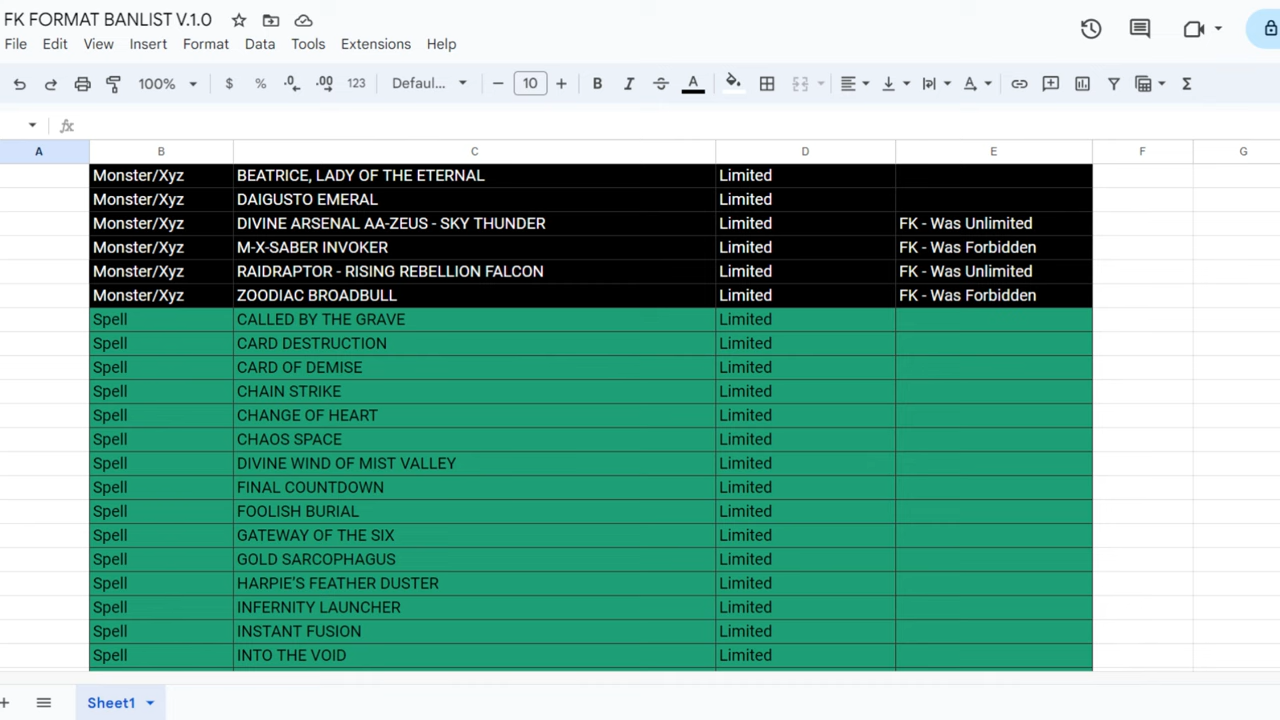 FK FORMAT BANLIST V.1.0
File Edit View Insert Format Data Tools Extensions Help
100% $ % .0 .00 123 Defaul... 10 B I S A Σ
fx
A B C D E F G
Monster/Xyz BEATRICE, LADY OF THE ETERNAL Limited
Monster/Xyz DAIGUSTO EMERAL Limited
Monster/Xyz DIVINE ARSENAL AA-ZEUS - SKY THUNDER Limited FK - Was Unlimited
Monster/Xyz M-X-SABER INVOKER Limited FK - Was Forbidden
Monster/Xyz RAIDRAPTOR - RISING REBELLION FALCON Limited FK - Was Unlimited
Monster/Xyz ZOODIAC BROADBULL Limited FK - Was Forbidden
Spell CALLED BY THE GRAVE Limited
Spell CARD DESTRUCTION Limited
Spell CARD OF DEMISE Limited
Spell CHAIN STRIKE Limited
Spell CHANGE OF HEART Limited
Spell CHAOS SPACE Limited
Spell DIVINE WIND OF MIST VALLEY Limited
Spell FINAL COUNTDOWN Limited
Spell FOOLISH BURIAL Limited
Spell GATEWAY OF THE SIX Limited
Spell GOLD SARCOPHAGUS Limited
Spell HARPIE'S FEATHER DUSTER Limited
Spell INFERNITY LAUNCHER Limited
Spell INSTANT FUSION Limited
Spell INTO THE VOID Limited
Sheet1